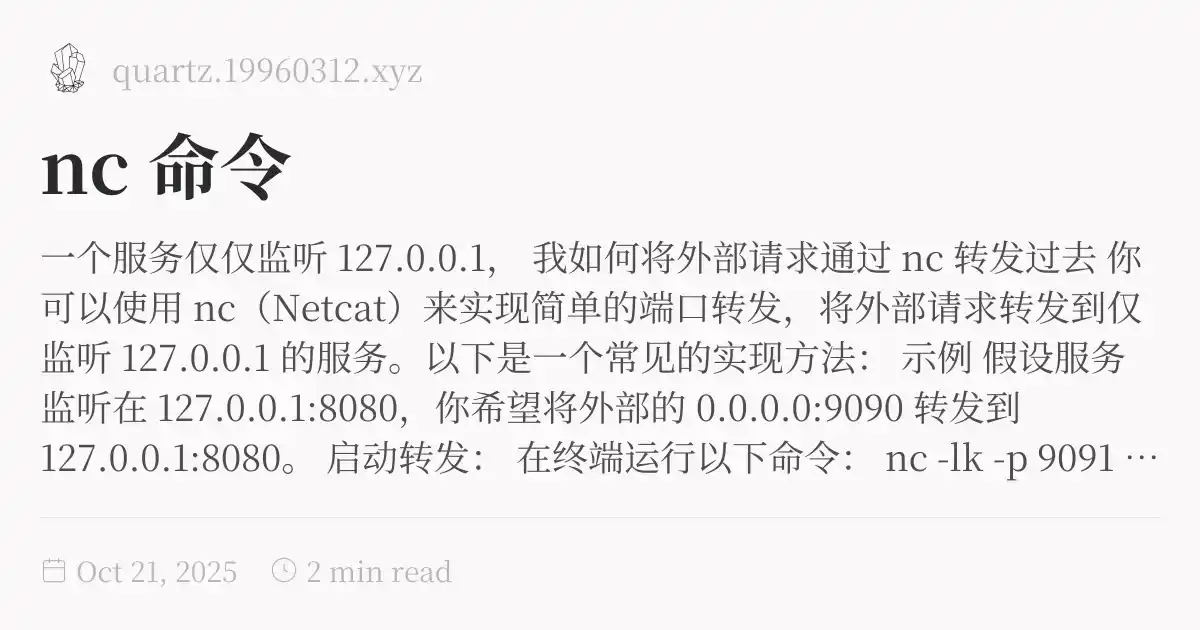 quartz.19960312.xyz
nc 命令
一个服务仅仅监听 127.0.0.1， 我如何将外部请求通过 nc 转发过去 你
可以使用 nc（Netcat）来实现简单的端口转发，将外部请求转发到仅
监听 127.0.0.1 的服务。以下是一个常见的实现方法： 示例 假设服务
监听在 127.0.0.1:8080，你希望将外部的 0.0.0.0:9090 转发到
127.0.0.1:8080。 启动转发： 在终端运行以下命令： nc -lk -p 9091 …
Oct 21, 2025 2 min read